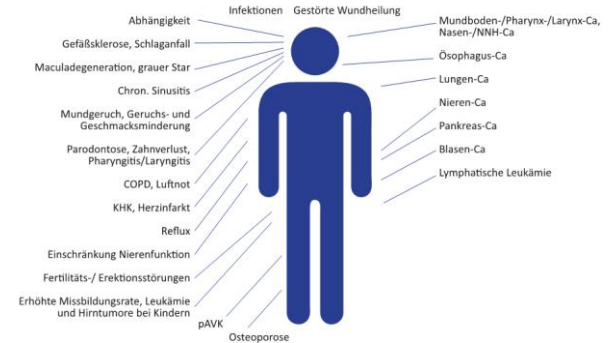 Infektionen Gestörte Wundheilung
Abhängigkeit
Gefäßsklerose, Schlaganfall
Maculadegeneration, grauer Star
Chron. Sinusitis
Mundgeruch, Geruchs- und
Geschmacksminderung
Parodontose, Zahnverlust,
Pharyngitis/Laryngitis
COPD, Luftnot
KHK, Herzinfarkt
Reflux
Einschränkung Nierenfunktion
Fertilitäts-/ Erektionsstörungen
Erhöhte Missbildungsrate, Leukämie
und Hirntumore bei Kindern
pAVK
Osteoporose
Mundboden-/Pharynx-/Larynx-Ca,
Nasen-/NNH-Ca
Ösophagus-Ca
Lungen-Ca
Nieren-Ca
Pankreas-Ca
Blasen-Ca
Lymphatische Leukämie